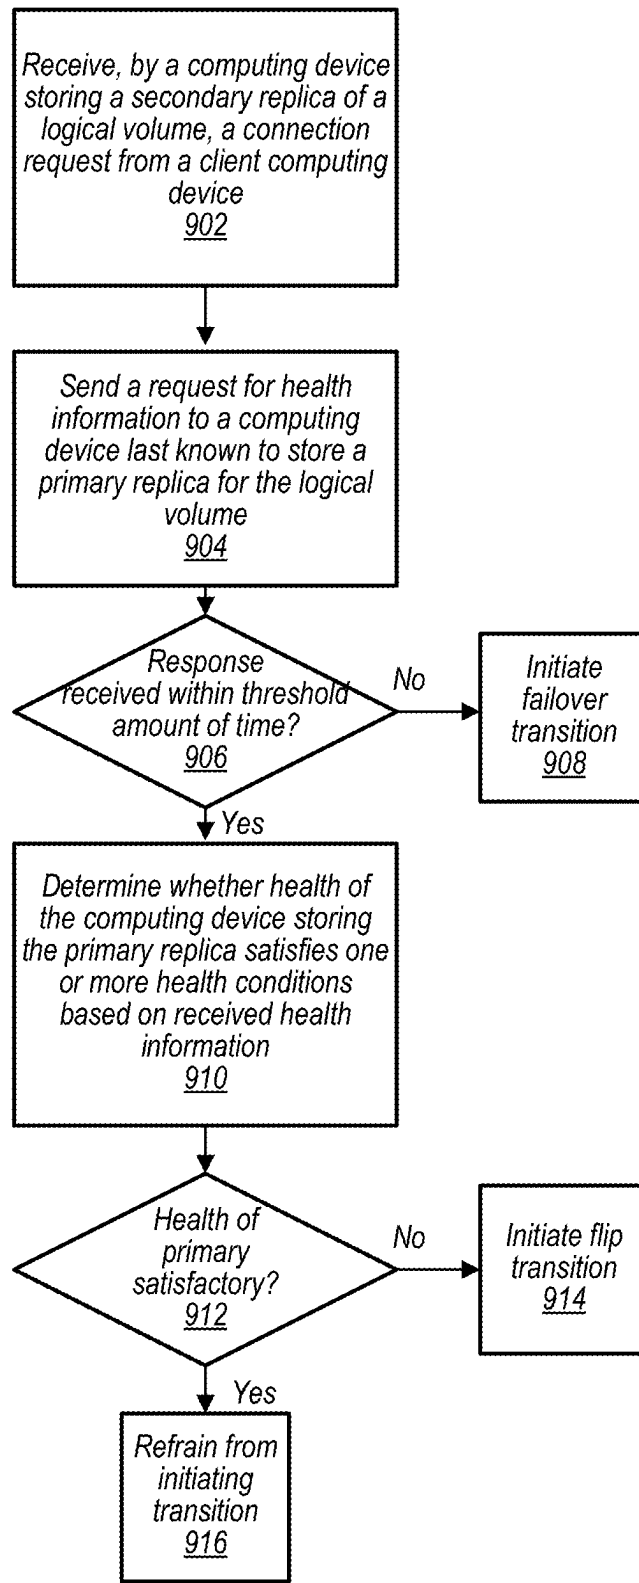 Receive, by a computing device
storing a secondary replica of a
logical volume, a connection
request from a client computing
device
902
Send a request for health
information to a computing
device last known to store a
primary replica for the logical
volume
904
Response
received within threshold
amount of time?
906
No
Initiate
failover
transition
908
Yes
Determine whether health of
the computing device storing
the primary replica satisfies one
or more health conditions
based on received health
information
910
Health of
primary
satisfactory?
912
No
Initiate flip
transition
914
Yes
Refrain from
initiating
transition
916